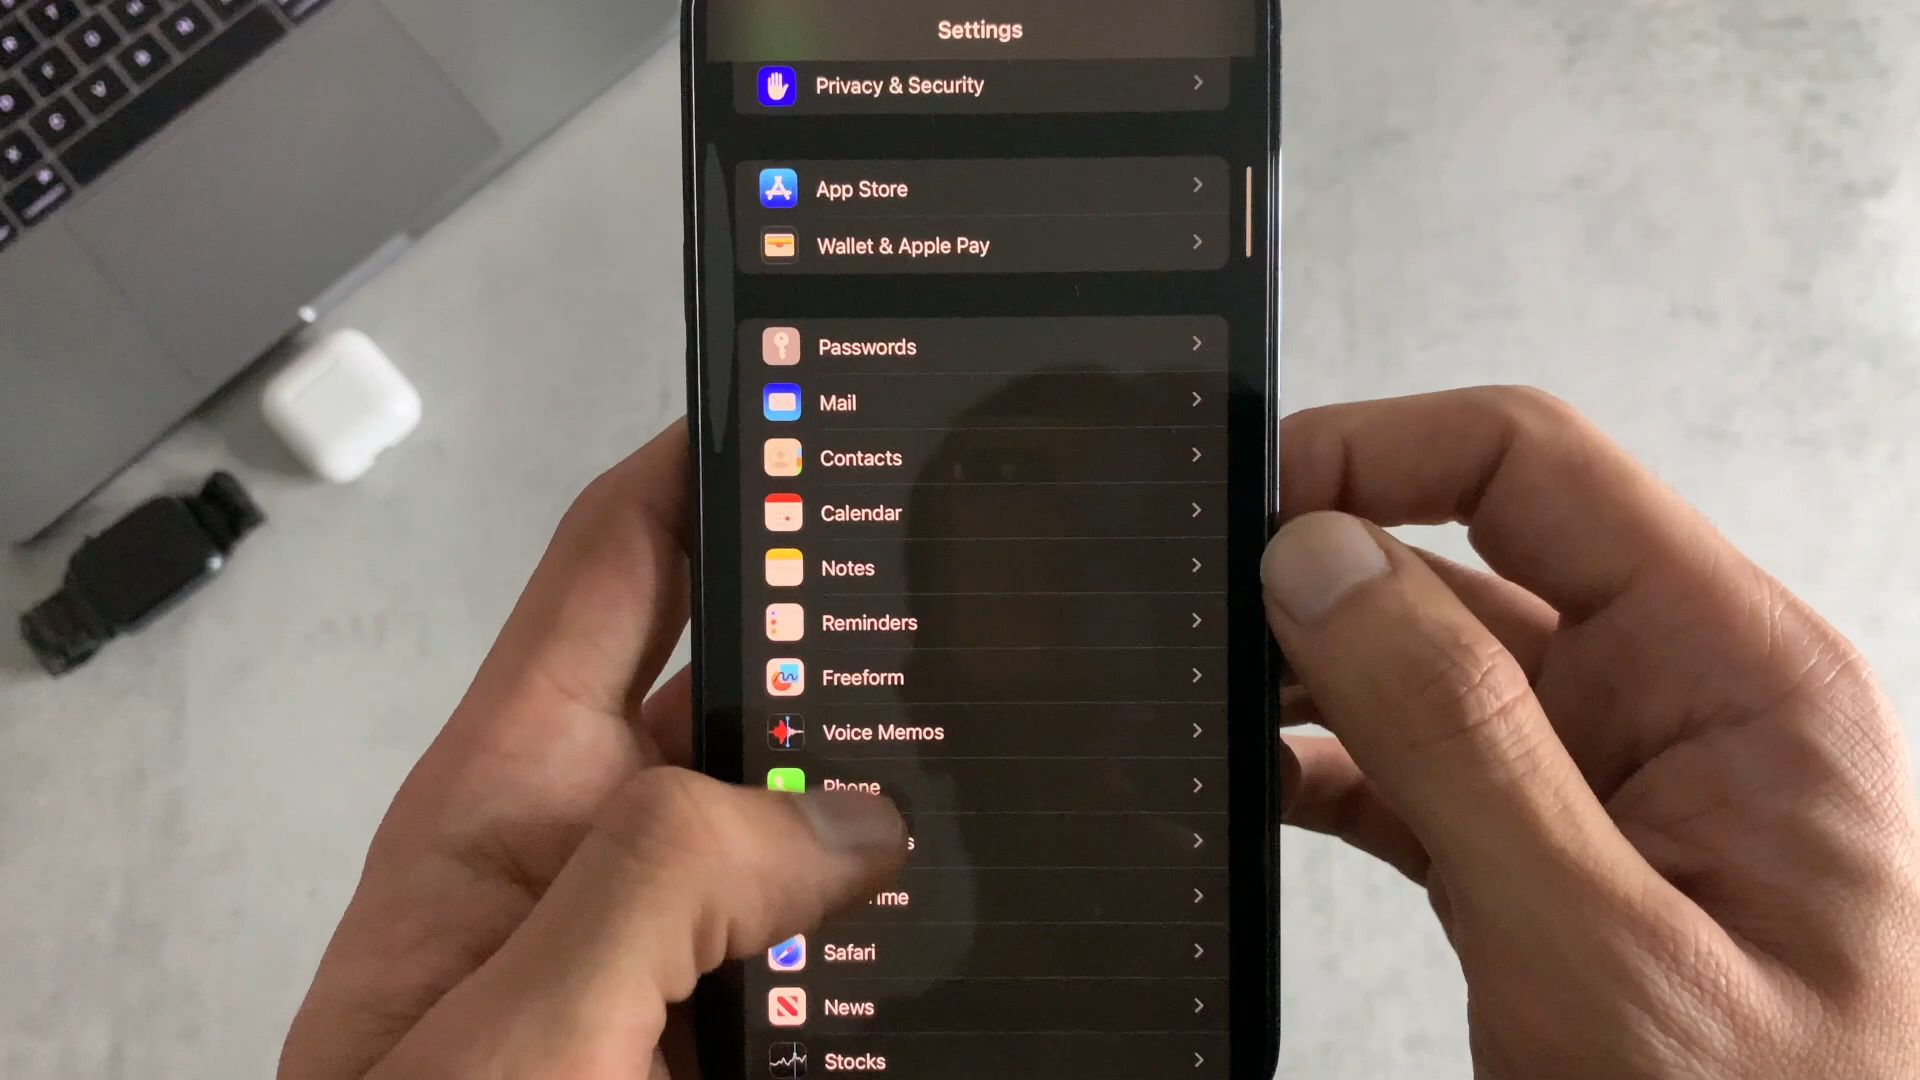 Settings
Privacy & Security
App Store
Wallet & Apple Pay
Passwords
Mail
Contacts
Calendar
Notes
Reminders
Freeform
Voice Memos
Phone
Safari
News
Stocks